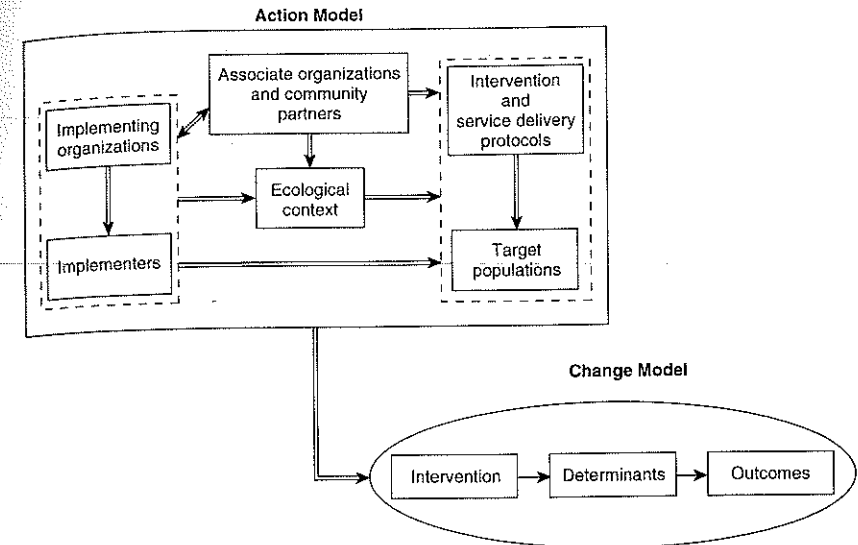 Action Model
Associate organizations
and community
partners
Intervention
and
service delivery
protocols
Implementing
organizations
Ecological
context
Implementers
Target
populations
Change Model
Intervention
Determinants
Outcomes